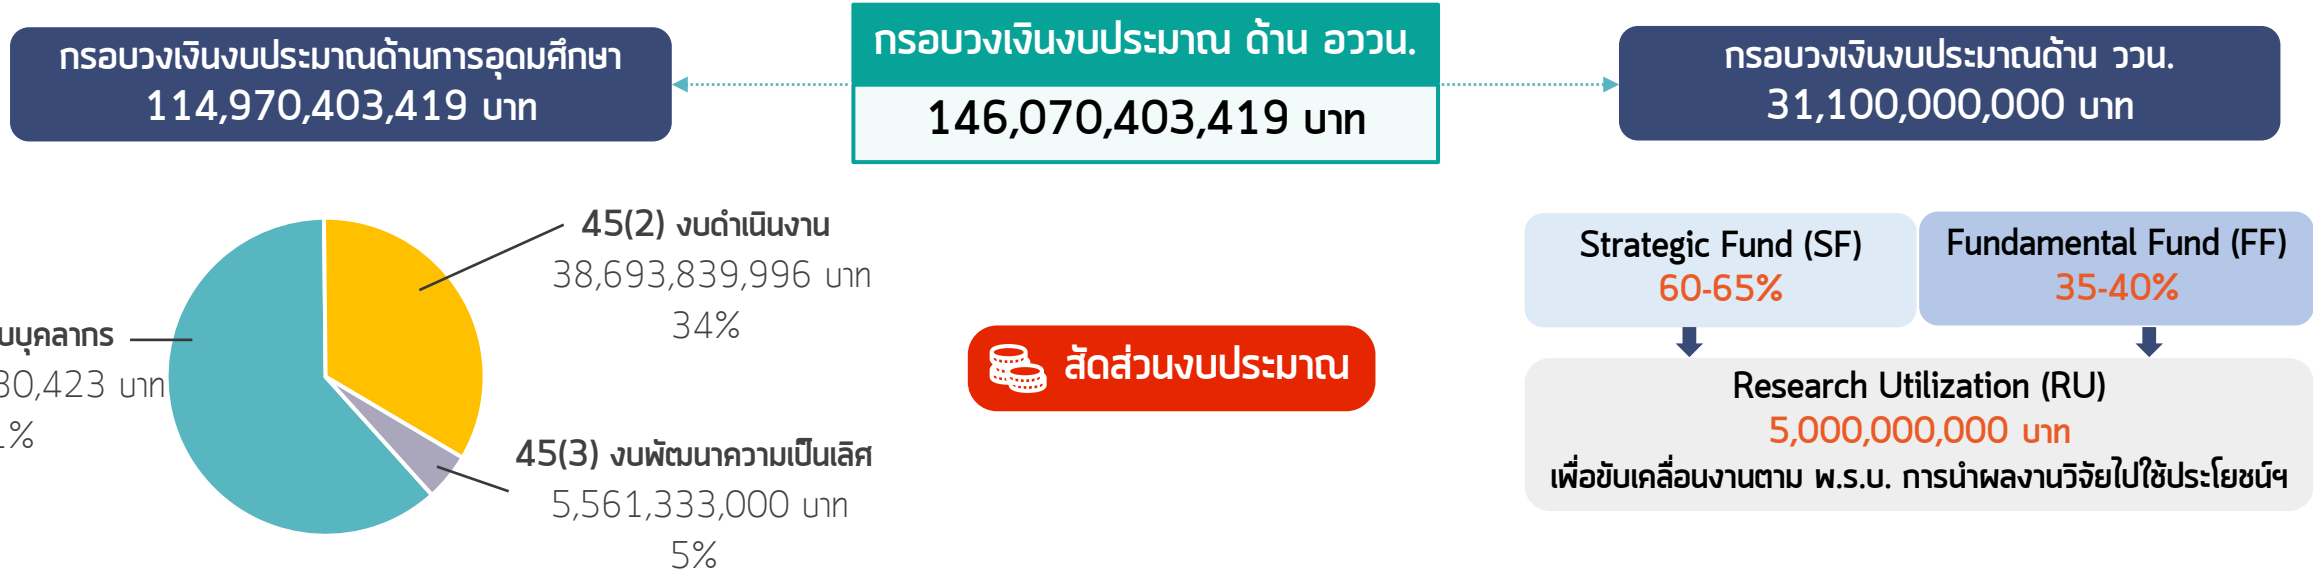 กรอบวงเงินงบประมาณด้านการอุดมศึกษา
114,970,403,419 บาท
กรอบวงเงินงบประมาณ ด้าน อววน.
146,070,403,419 บาท
กรอบวงเงินงบประมาณด้าน ววน.
31,100,000,000 บาท
45(2) งบดำเนินงาน
38,693,839,996 บาท
34%
บุคลากร
30,423 บาท
%
45(3) งบพัฒนาความเป็นเลิศ
5,561,333,000 บาท
5%
สัดส่วนงบประมาณ
Strategic Fund (SF)
60-65%
Fundamental Fund (FF)
35-40%
Research Utilization (RU)
5,000,000,000 บาท
เพื่อขับเคลื่อนงานตาม พ.ร.บ. การนำผลงานวิจัยไปใช้ประโยชน์ฯ